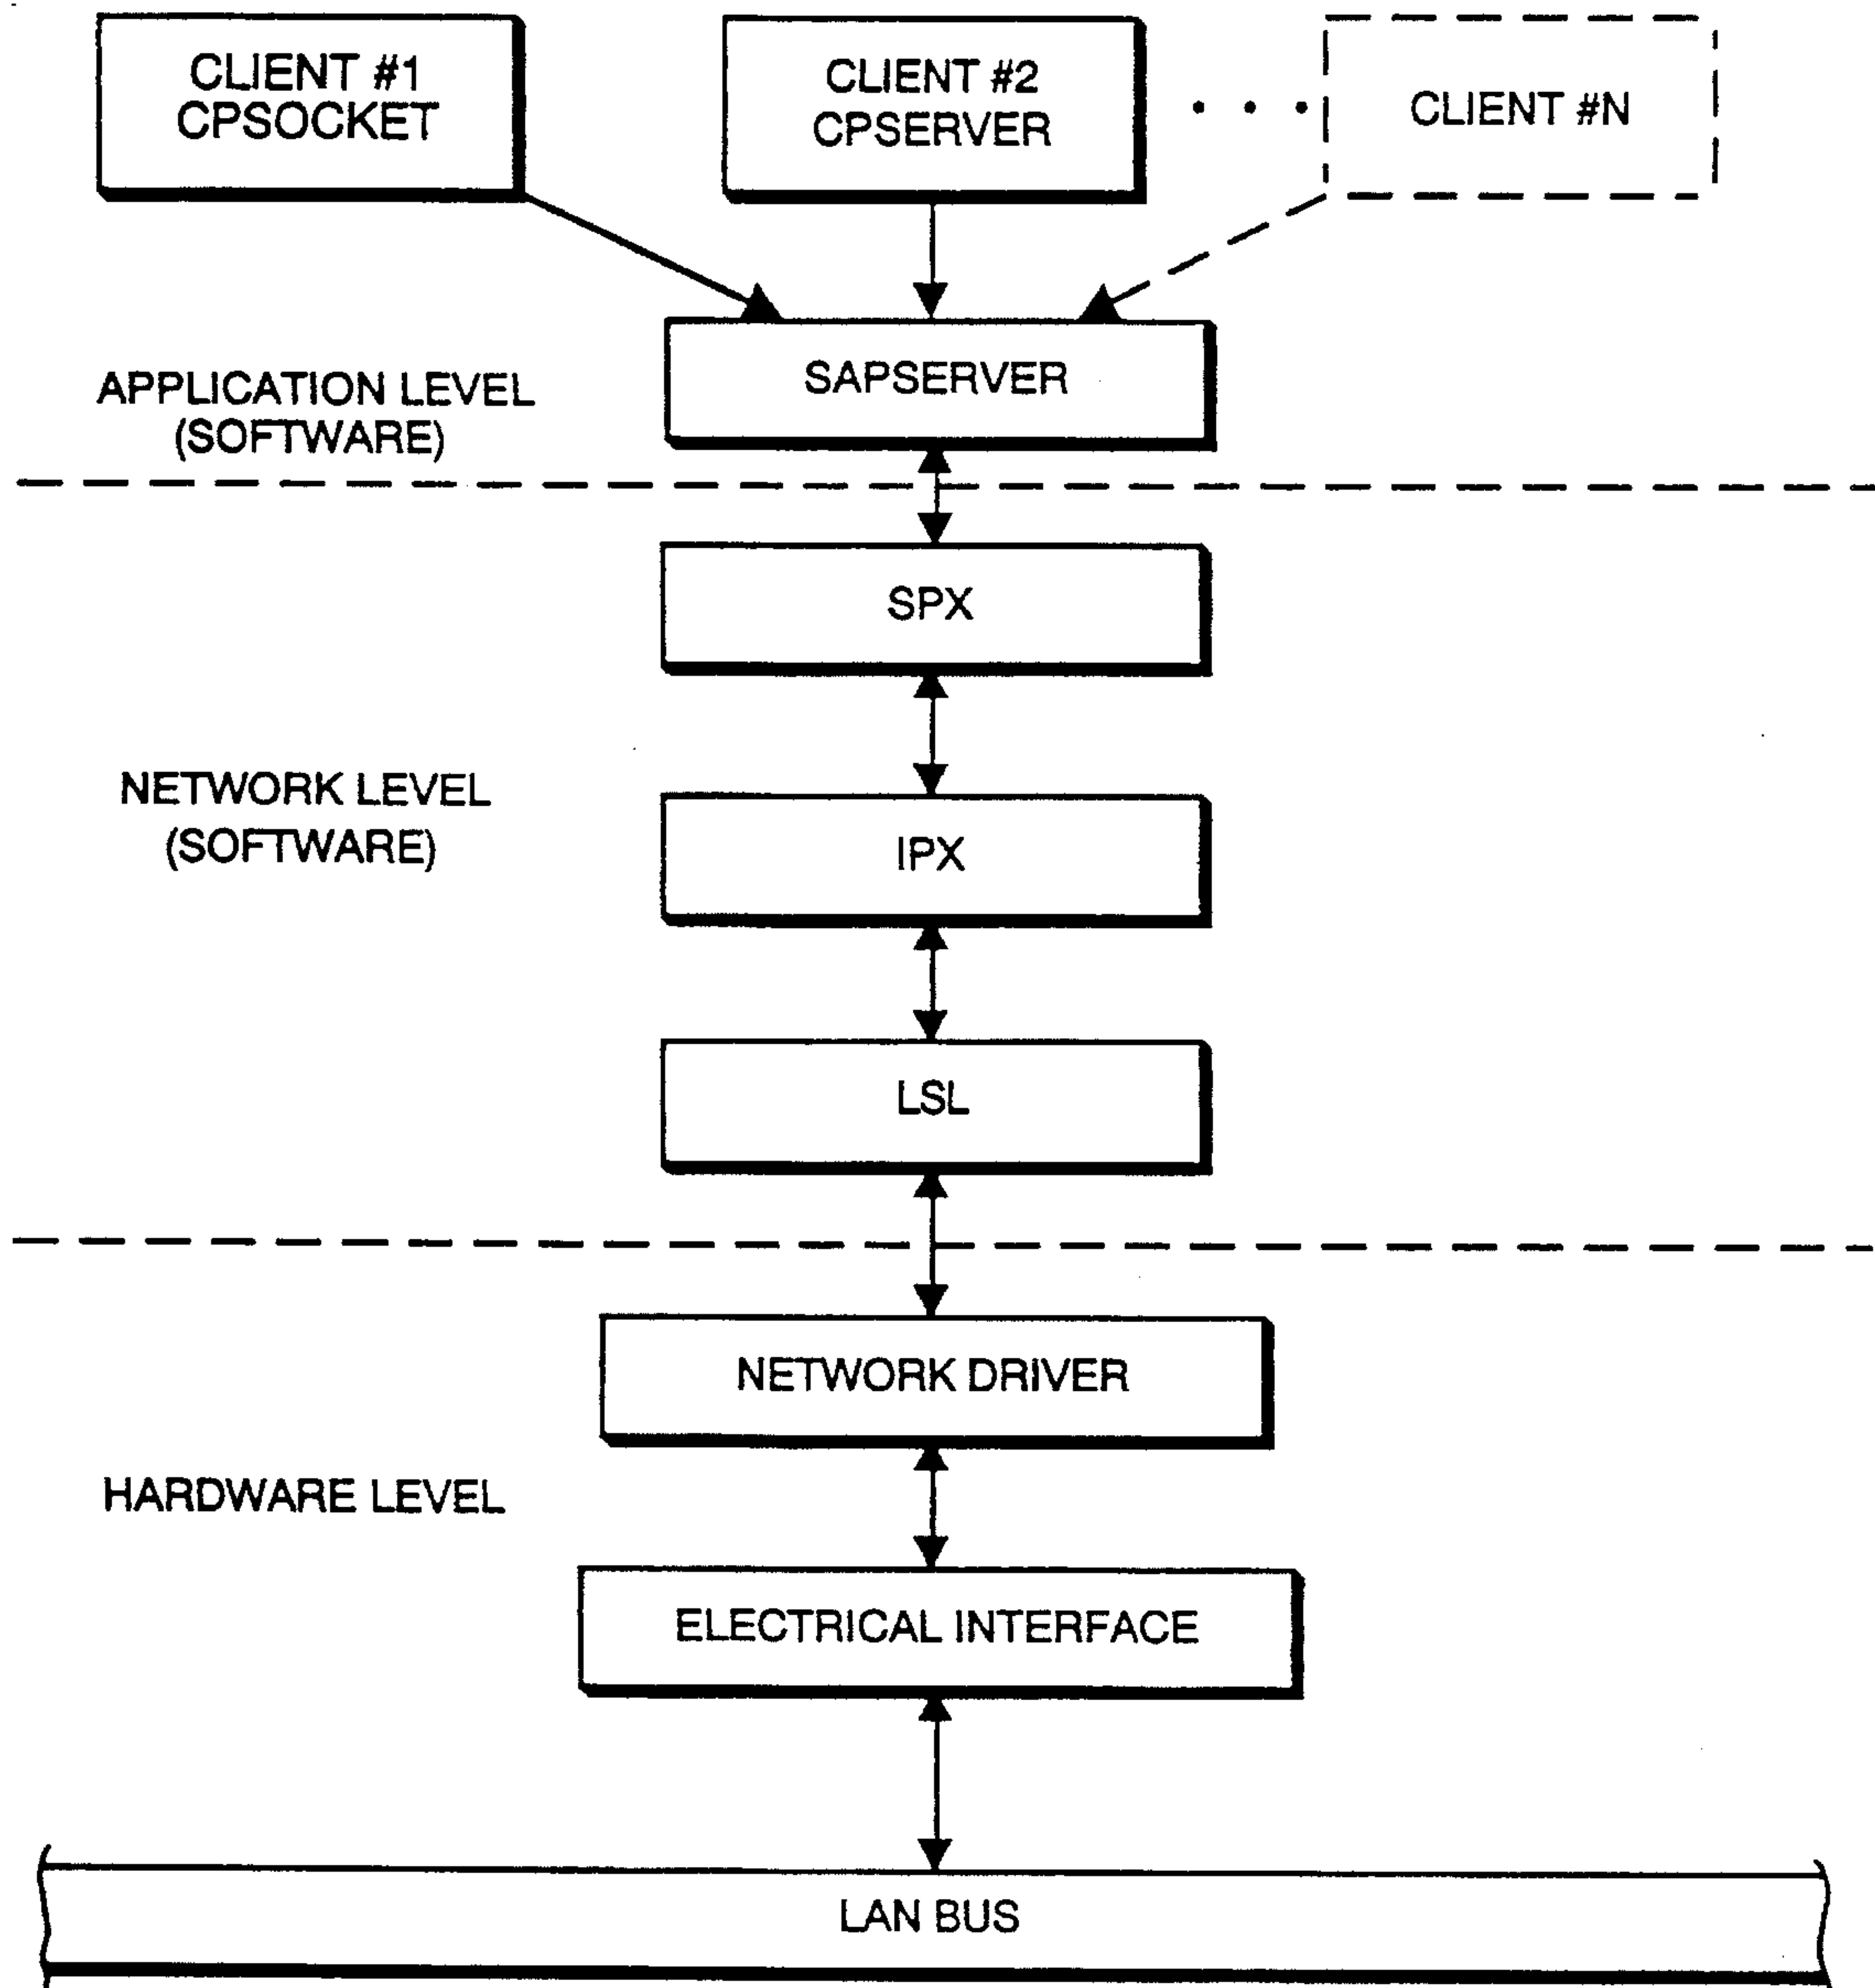 CLIENT #1
CPSOCKET
CLIENT #2
CPSERVER
CLIENT #N
SAPSERVER
APPLICATION LEVEL
(SOFTWARE)
SPX
NETWORK LEVEL
(SOFTWARE)
IPX
LSL
NETWORK DRIVER
HARDWARE LEVEL
ELECTRICAL INTERFACE
LAN BUS